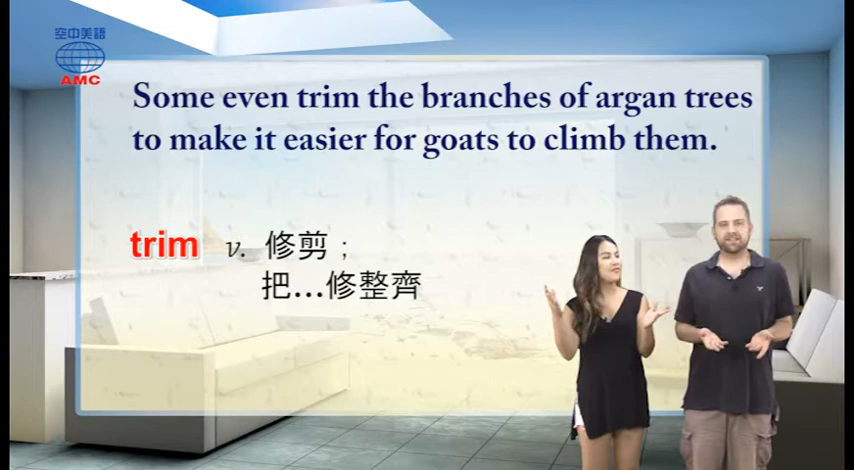 空中美語
AMC
Some even trim the branches of argan trees
to make it easier for goats to climb them.
trim v. 修剪；
把…修整齊